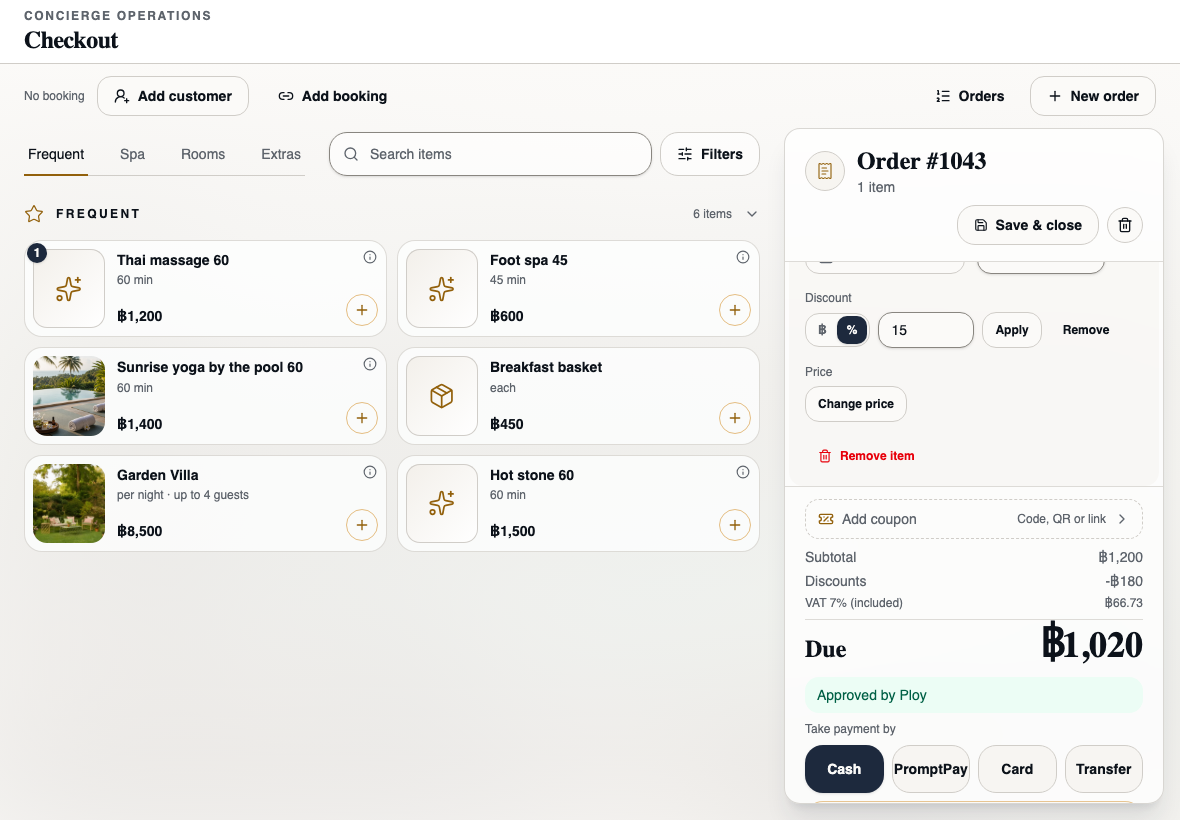 CONCIERGE OPERATIONS
Checkout
No booking
Add customer
Add booking
Orders
New order
Frequent
Spa
Rooms
Extras
Search items
Filters
FREQUENT
6 items
1
Thai massage 60
60 min
฿1,200
Foot spa 45
45 min
฿600
Sunrise yoga by the pool 60
60 min
฿1,400
Breakfast basket
each
฿450
Garden Villa
per night · up to 4 guests
฿8,500
Hot stone 60
60 min
฿1,500
Order #1043
1 item
Save & close
Discount
฿ % 15 Apply Remove
Price
Change price
Remove item
Add coupon Code, QR or link
Subtotal ฿1,200
Discounts -฿180
VAT 7% (included) ฿66.73
Due ฿1,020
Approved by Ploy
Take payment by
Cash PromptPay Card Transfer